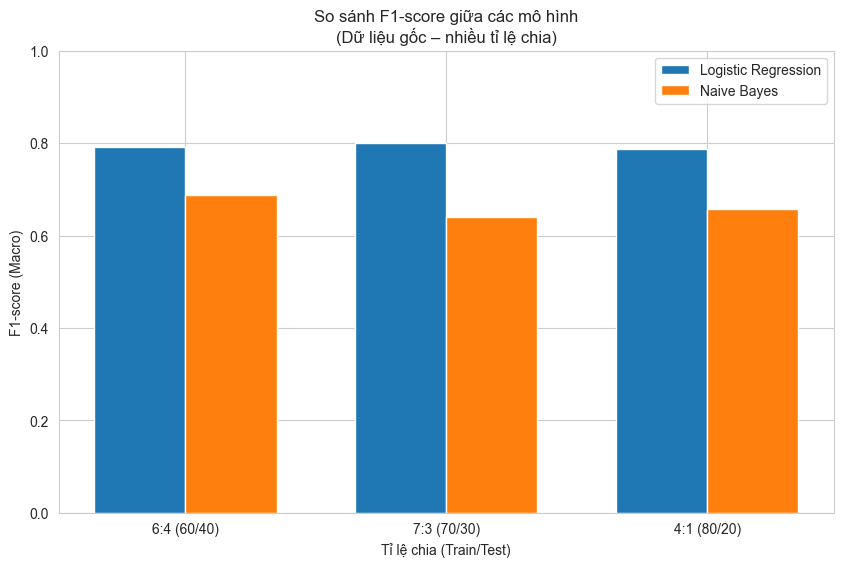 So sánh F1-score giữa các mô hình
(Dữ liệu gốc – nhiều tỉ lệ chia)
Logistic Regression
Naive Bayes
F1-score (Macro)
1.0
0.8
0.6
0.4
0.2
0.0
6:4 (60/40)
7:3 (70/30)
4:1 (80/20)
Tỉ lệ chia (Train/Test)